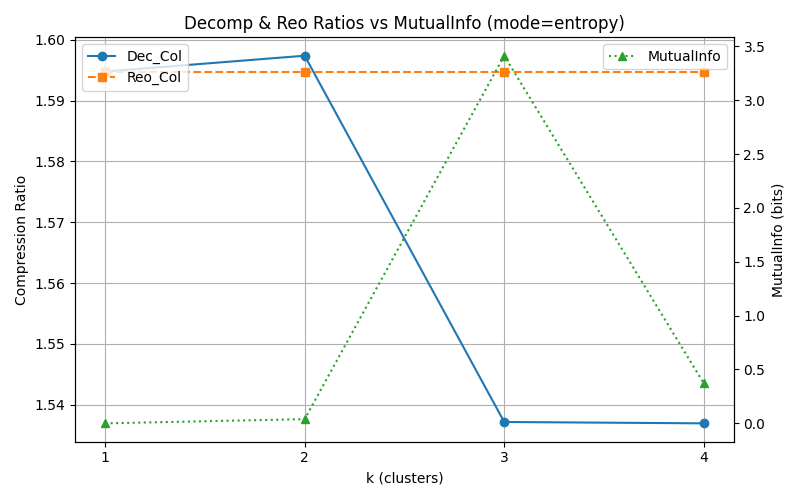 Decomp & Reo Ratios vs MutualInfo (mode=entropy)
Dec_Col
Reo_Col
MutualInfo
Compression Ratio
1.60
1.59
1.58
1.57
1.56
1.55
1.54
3.5
3.0
2.5
2.0
1.5
1.0
0.5
0.0
MutualInfo (bits)
1 2 3 4
k (clusters)